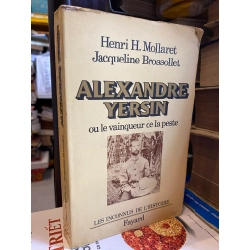 Henri H. Mollaret
Jacqueline Brossollet
ALEXANDRE
YERSIN
ou le vainqueur de la peste
LES INCONNUS DE L'HISTOIRE
Fayard